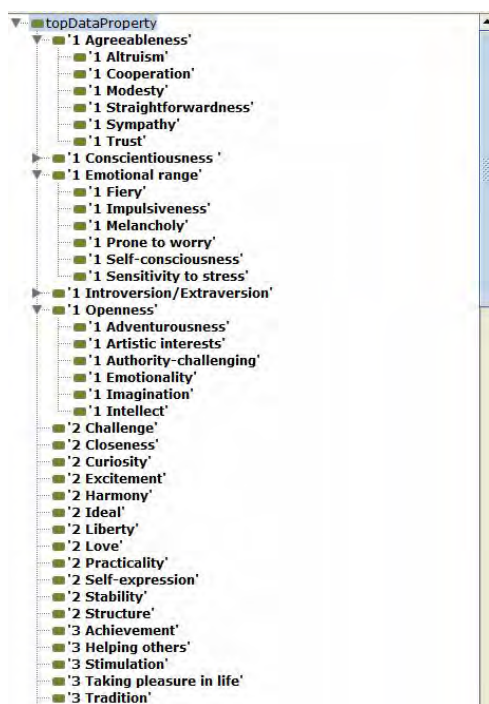 topDataProperty
'1 Agreeableness'
'1 Altruism'
'1 Cooperation'
'1 Modesty'
'1 Straightforwardness'
'1 Sympathy'
'1 Trust'
'1 Conscientiousness '
'1 Emotional range'
'1 Fiery'
'1 Impulsiveness'
'1 Melancholy'
'1 Prone to worry'
'1 Self-consciousness'
'1 Sensitivity to stress'
'1 Introversion/Extraversion'
'1 Openness'
'1 Adventurousness'
'1 Artistic interests'
'1 Authority-challenging'
'1 Emotionality'
'1 Imagination'
'1 Intellect'
'2 Challenge'
'2 Closeness'
'2 Curiosity'
'2 Excitement'
'2 Harmony'
'2 Ideal'
'2 Liberty'
'2 Love'
'2 Practicality'
'2 Self-expression'
'2 Stability'
'2 Structure'
'3 Achievement'
'3 Helping others'
'3 Stimulation'
'3 Taking pleasure in life'
'3 Tradition'